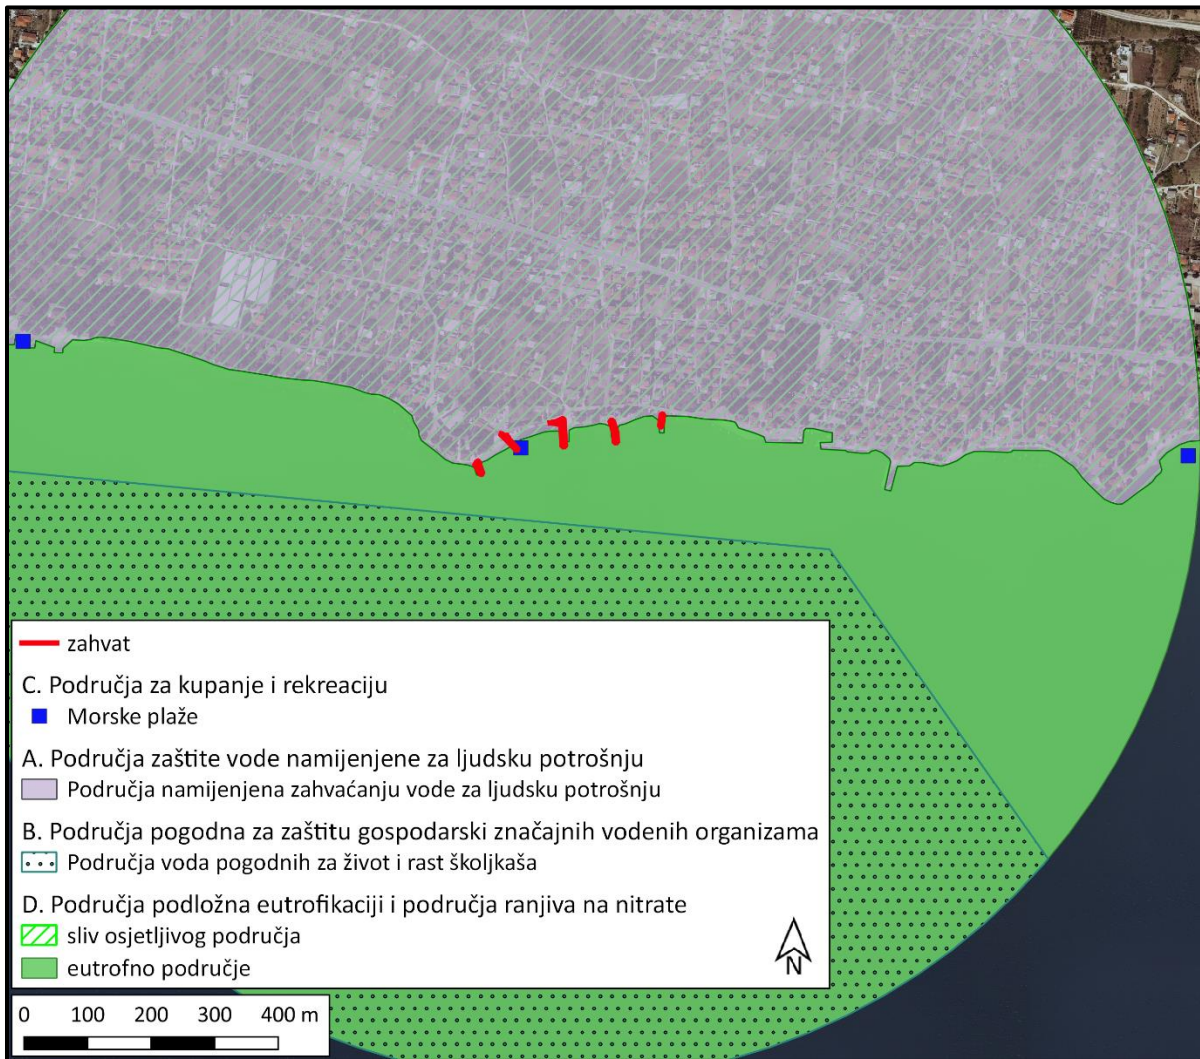 zahvat
C. Područja za kupanje i rekreaciju
Morske plaže
A. Područja zaštite vode namijenjene za ljudsku potrošnju
Područja namijenjena zahvaćanju vode za ljudsku potrošnju
B. Područja pogodna za zaštitu gospodarski značajnih vodenih organizama
Područja voda pogodnih za život i rast školjkaša
D. Područja podložna eutrofikaciji i područja ranjiva na nitrate
sliv osjetljivog područja
eutrofno područje
N
0 100 200 300 400 m